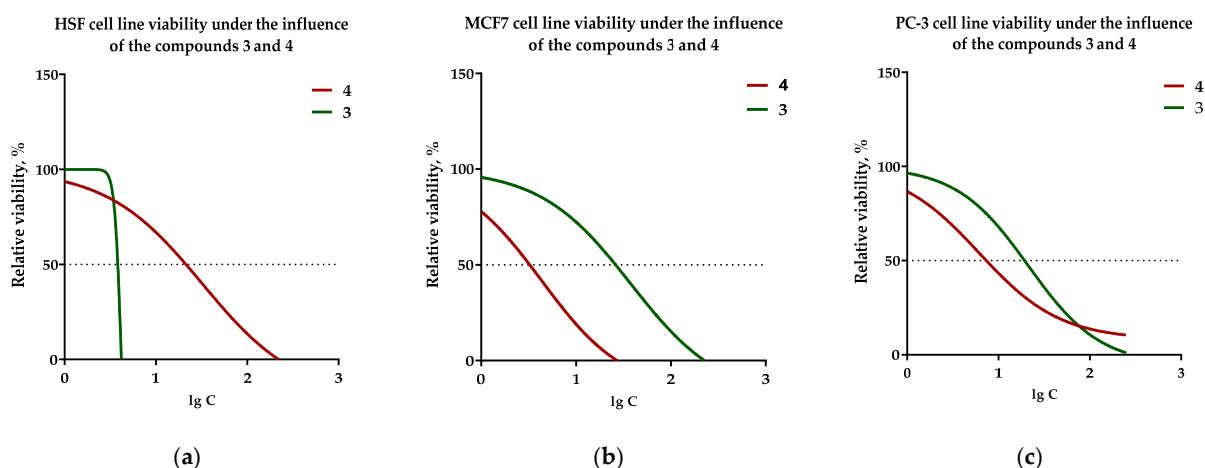 HSF cell line viability under the influence
of the compounds 3 and 4
150
100
50
0
Relative viability, %
4
3
0 1 2 3
lg C
(a)
MCF7 cell line viability under the influence
of the compounds 3 and 4
150
100
50
0
Relative viability, %
4
3
0 1 2 3
lg C
(b)
PC-3 cell line viability under the influence
of the compounds 3 and 4
150
100
50
0
Relative viability, %
4
3
0 1 2 3
lg C
(c)